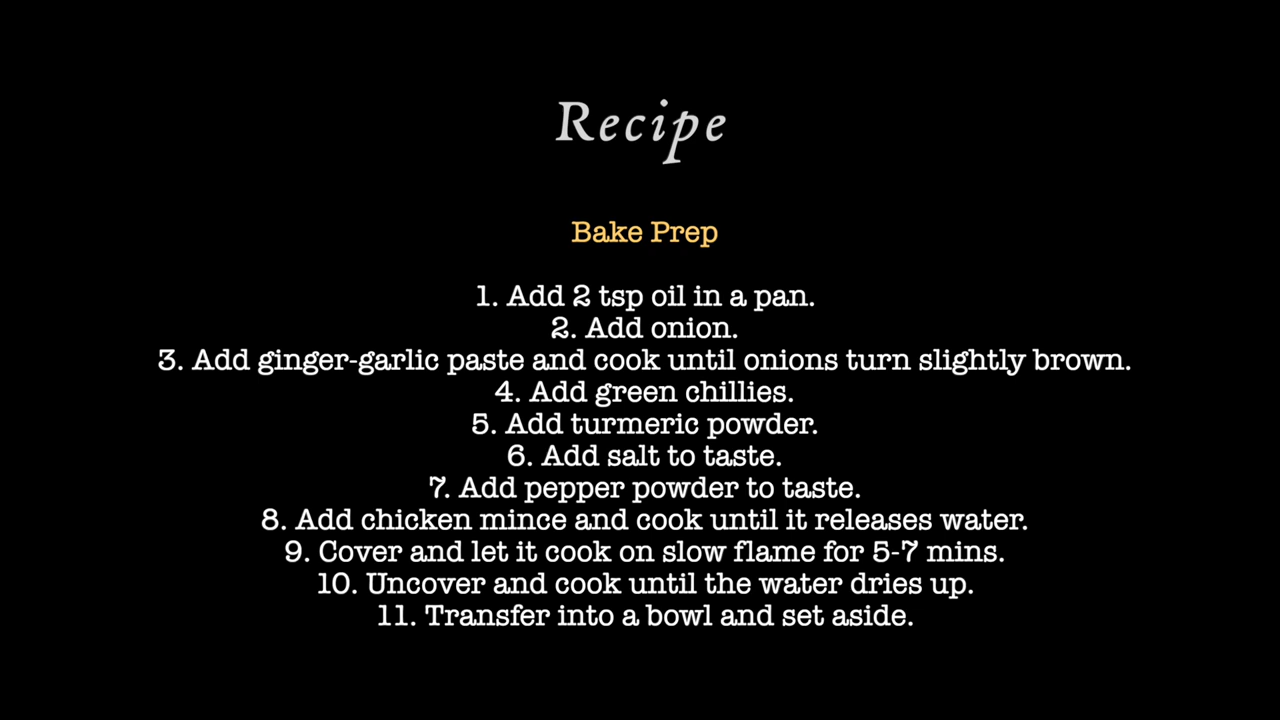 Recipe
Bake Prep
1. Add 2 tsp oil in a pan.
2. Add onion.
3. Add ginger-garlic paste and cook until onions turn slightly brown.
4. Add green chillies.
5. Add turmeric powder.
6. Add salt to taste.
7. Add pepper powder to taste.
8. Add chicken mince and cook until it releases water.
9. Cover and let it cook on slow flame for 5-7 mins.
10. Uncover and cook until the water dries up.
11. Transfer into a bowl and set aside.